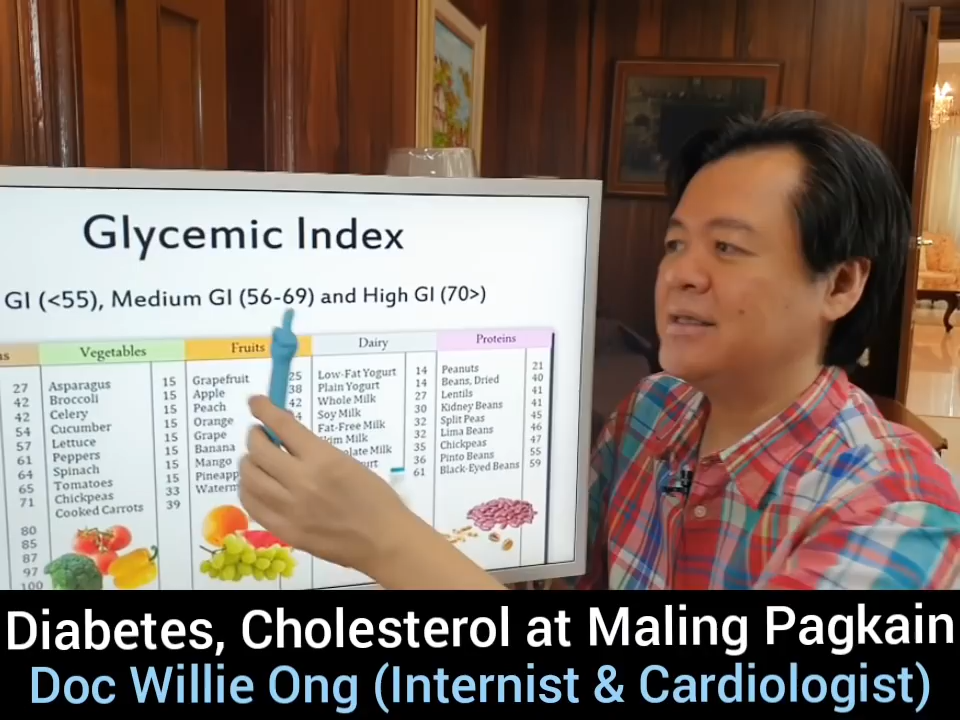 Glycemic Index
GI (<55), Medium GI (56-69) and High GI (70>)
27
42
42
54
57
61
64
65
71
80
85
87
97
100
Vegetables
Asparagus 15
Broccoli 15
Celery 15
Cucumber 15
Lettuce 15
Peppers 15
Spinach 15
Tomatoes 15
Chickpeas 33
Cooked Carrots 39
Fruits
Grapefruit 25
Apple 38
Peach 42
Orange
Grape
Banana
Mango
Dairy
Low-Fat Yogurt 14
Plain Yogurt 14
Whole Milk 27
Soy Milk 30
Fat-Free Milk 32
Milk 32
Milk 35
36
61
Proteins
Peanuts 21
Beans, Dried 40
Lentils 41
Kidney Beans 41
Split Peas 45
Lima Beans 46
Chickpeas 47
Pinto Beans 55
Black-Eyed Beans 59
Diabetes, Cholesterol at Maling Pagkain
Doc Willie Ong (Internist & Cardiologist)